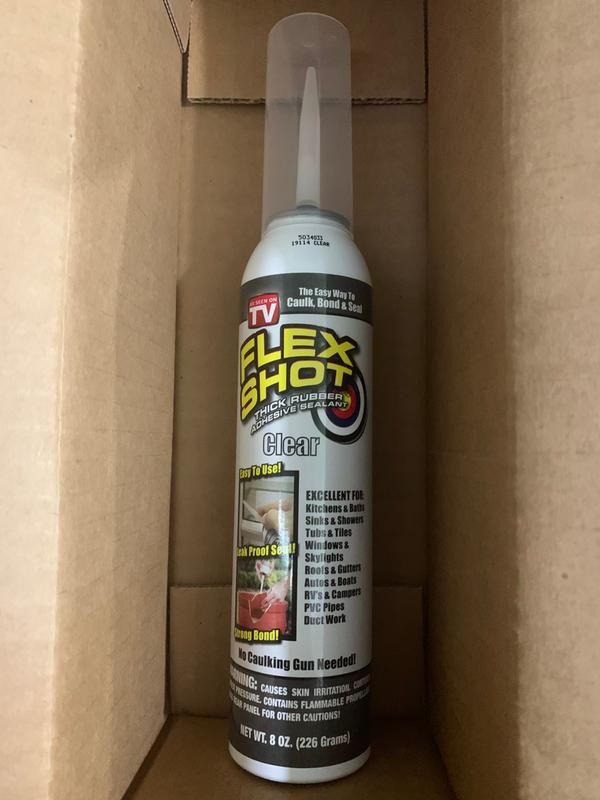 5034033
19114 CLEAR
AS SEEN ON
TV
The Easy Way To
Caulk, Bond & Seal
FLEX
SHOT
THICK RUBBER
ADHESIVE SEALANT
Clear
Easy To Use!
Leak Proof Seal!
Strong Bond!
EXCELLENT FOR:
Kitchens & Baths
Sinks & Showers
Tubs & Tiles
Windows &
Skylights
Roofs & Gutters
Autos & Boats
RV's & Campers
PVC Pipes
Duct Work
No Caulking Gun Needed!
WARNING: CAUSES SKIN IRRITATION,
PRESSURE. CONTAINS FLAMMABLE
REAR PANEL FOR OTHER CAUTIONS!
NET WT. 8 OZ. (226 Grams)